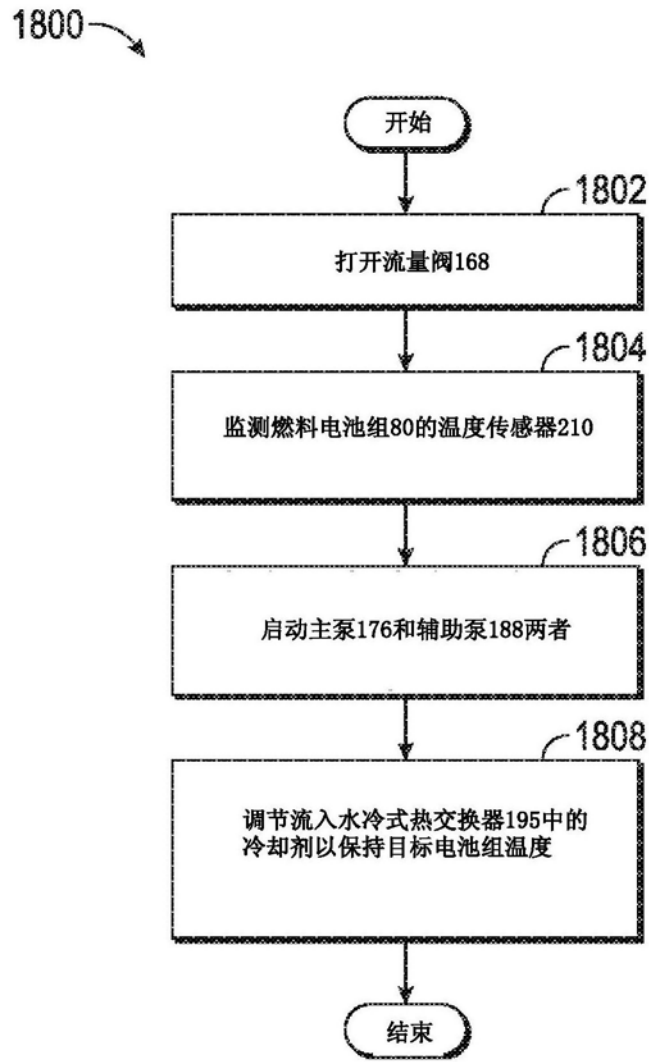 1800
开始
1802
打开流量阀168
1804
监测燃料电池组80的温度传感器210
1806
启动主泵176和辅助泵188两者
1808
调节流入水冷式热交换器195中的
冷却剂以保持目标电池组温度
结束